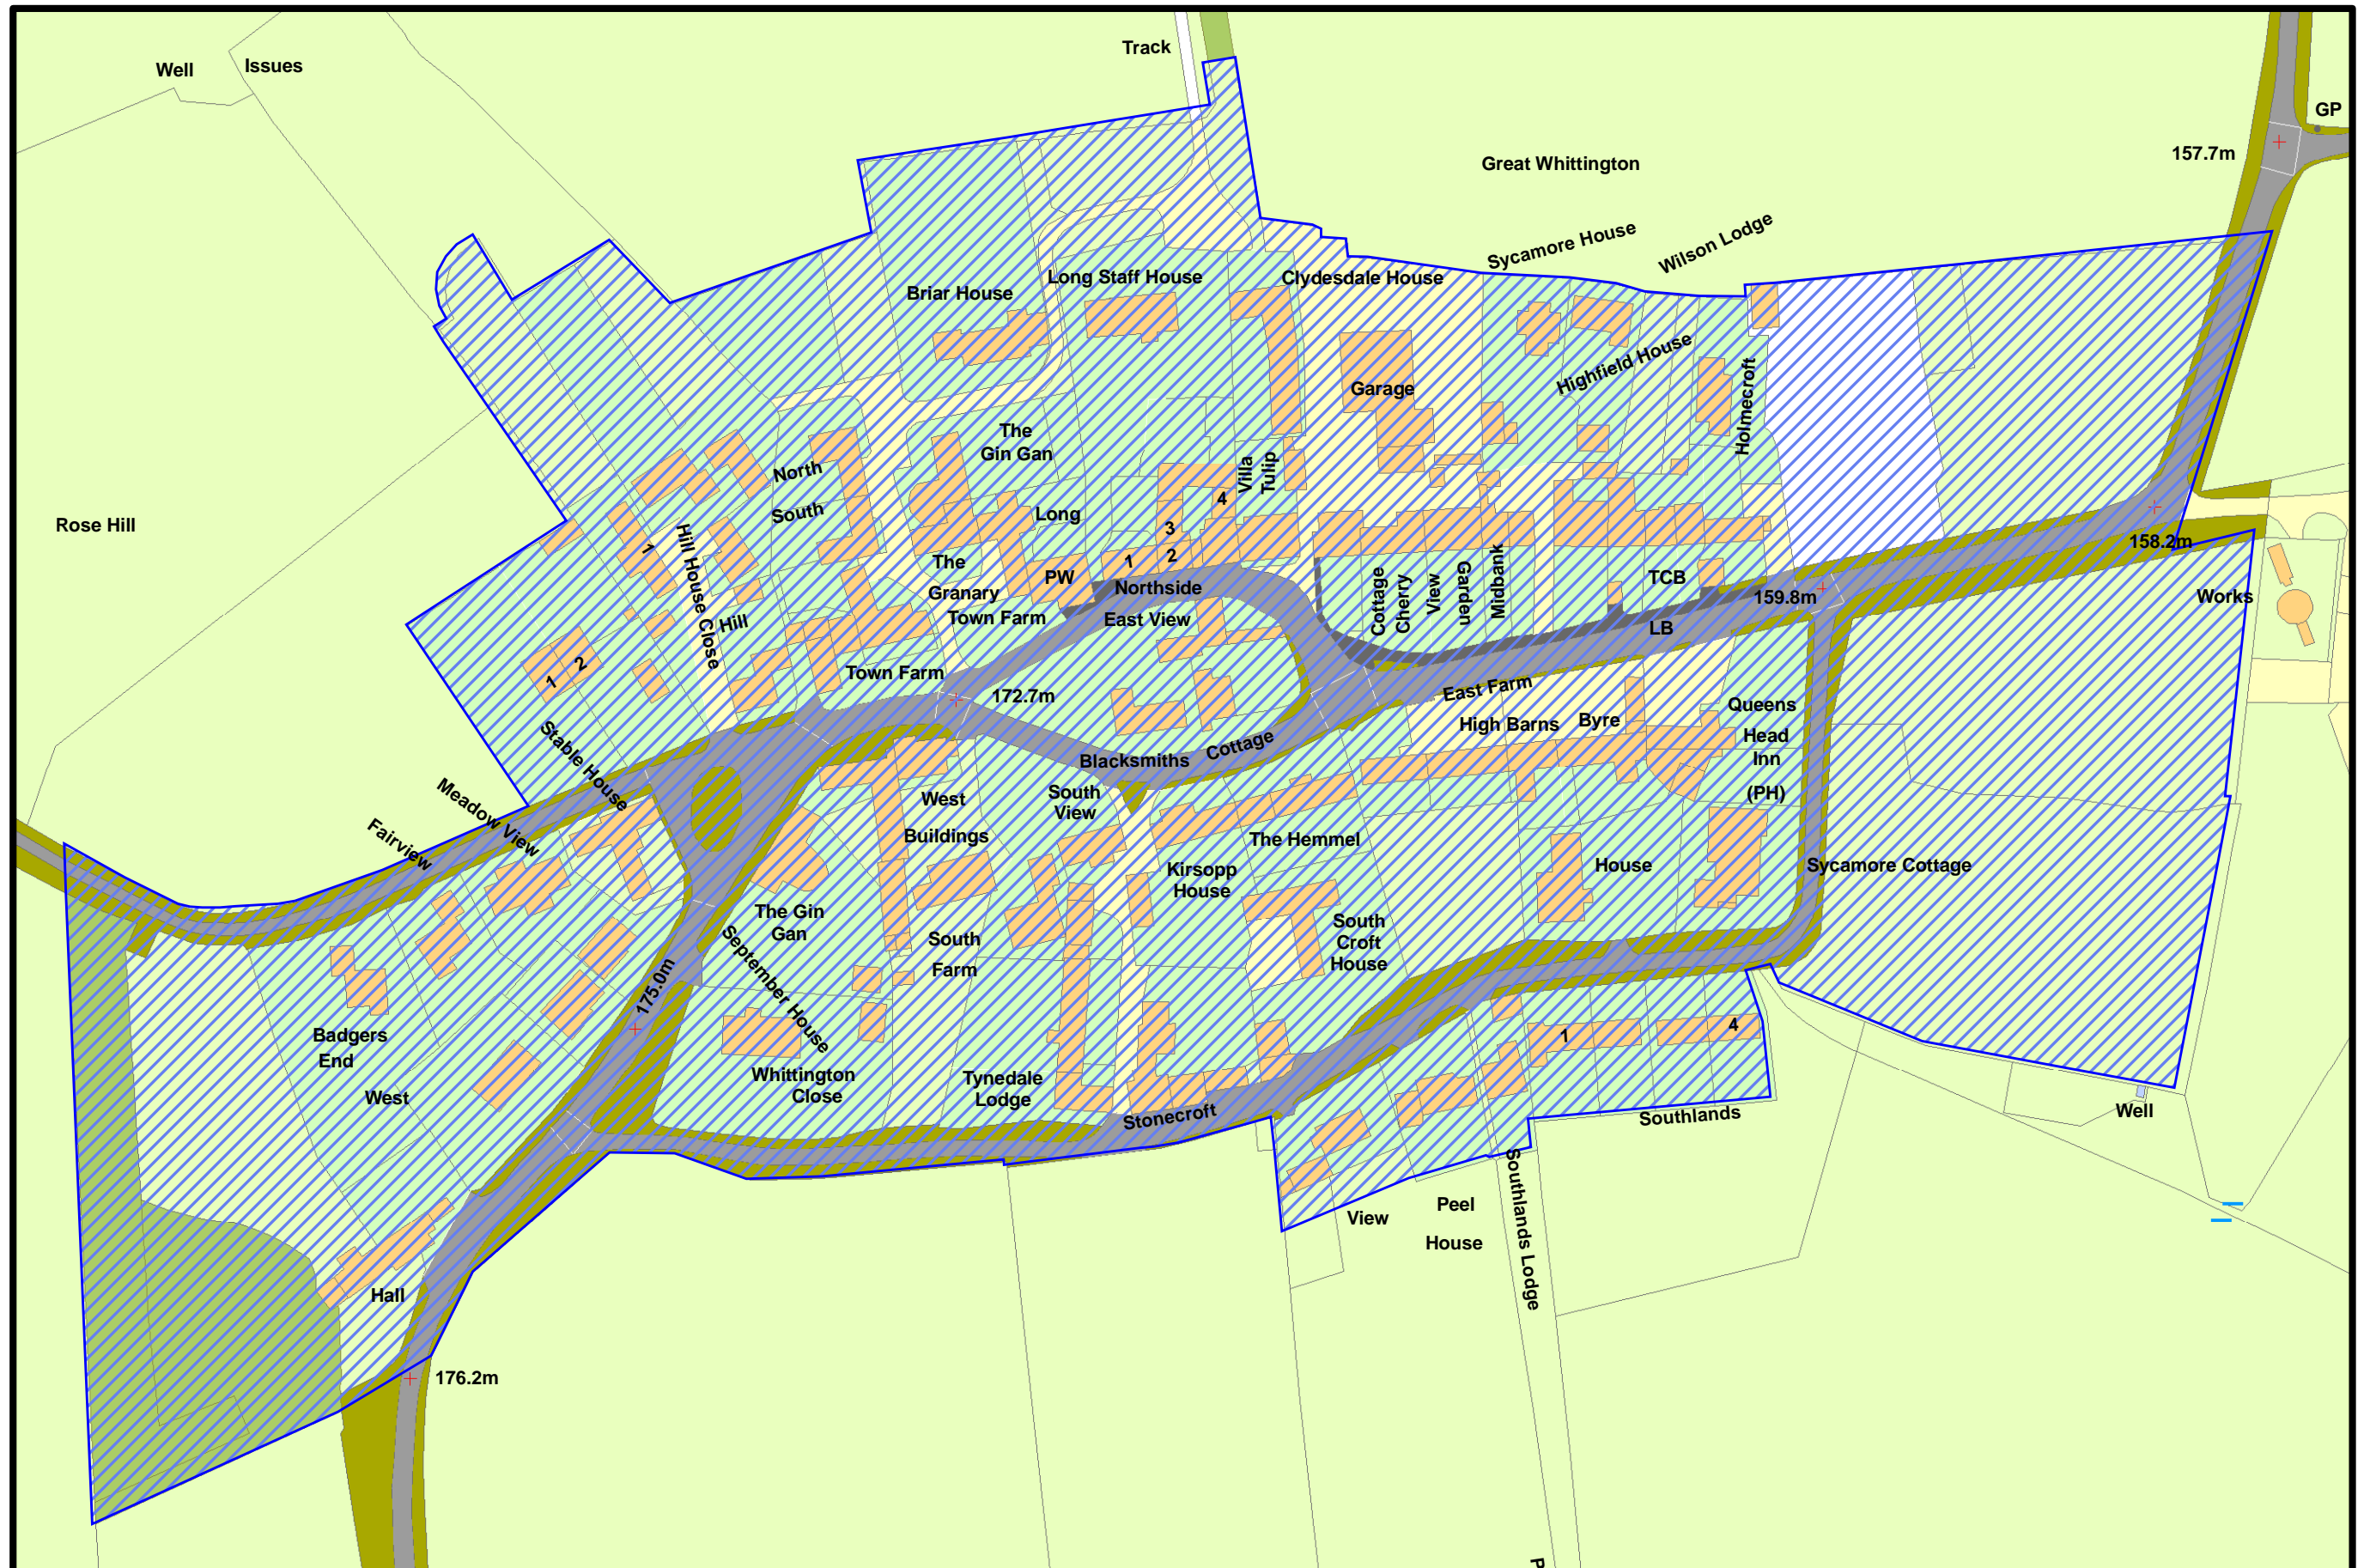 Track
Well
Issues
GP
157.7m
Great Whittington
Sycamore House
Wilson Lodge
Long Staff House
Clydesdale House
Briar House
Highfield House
Garage
Holmecroft
The
Gin Gan
North
Villa
Tulip
4
South
Long
3
Rose Hill
1
Hill House Close
2
1
The
PW
Northside
Granary
Town Farm
East View
Hill
Cottage
Cherry
View
Garden
Midbank
TCB
159.8m
LB
158.2m
Works
2
1
Town Farm
172.7m
East Farm
High Barns
Byre
Queens
Head
Inn
(PH)
Stable House
Blacksmiths
Cottage
Meadow View
Fairview
West
Buildings
South
View
The Hemmel
Kirsopp
House
House
Sycamore Cottage
The Gin
Gan
September House
South
Farm
South
Croft
House
175.0m
Badgers
End
West
Whittington
Close
Tynedale
Lodge
Stonecroft
1
4
Southlands
Well
Southlands Lodge
View
Peel
House
Hall
176.2m
P